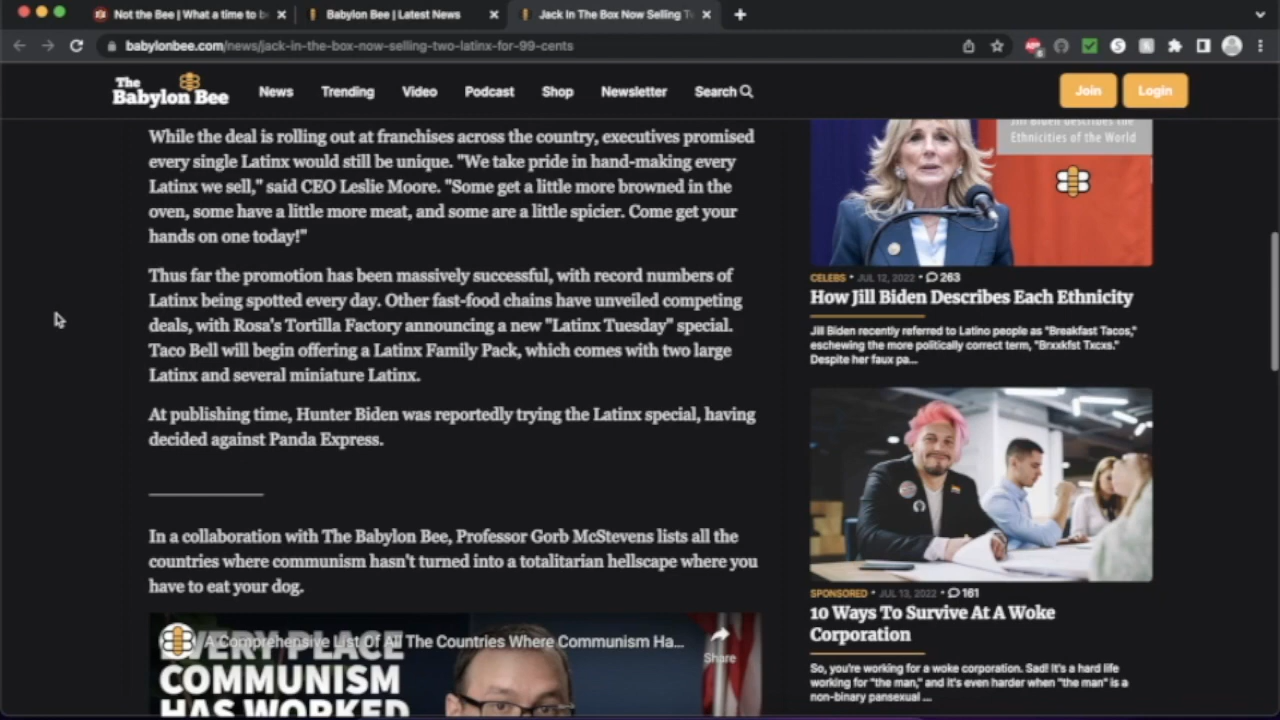 Not the Bee | What a time to b
Babylon Bee | Latest News
Jack In The Box Now Selling T
babylonbee.com/news/jack-in-the-box-now-selling-two-latinx-for-99-cents
The Babylon Bee
News
Trending
Video
Podcast
Shop
Newsletter
Search
Join
Login
While the deal is rolling out at franchises across the country, executives promised
every single Latinx would still be unique. "We take pride in hand-making every
Latinx we sell," said CEO Leslie Moore. "Some get a little more browned in the
oven, some have a little more meat, and some are a little spicier. Come get your
hands on one today!"
Thus far the promotion has been massively successful, with record numbers of
Latinx being spotted every day. Other fast-food chains have unveiled competing
deals, with Rosa's Tortilla Factory announcing a new "Latinx Tuesday" special.
Taco Bell will begin offering a Latinx Family Pack, which comes with two large
Latinx and several miniature Latinx.
At publishing time, Hunter Biden was reportedly trying the Latinx special, having
decided against Panda Express.
In a collaboration with The Babylon Bee, Professor Gorb McStevens lists all the
countries where communism hasn't turned into a totalitarian hellscape where you
have to eat your dog.
A Comprehensive List Of All The Countries Where Communism Ha...
Share
EVERY PLACE
COMMUNISM
HAS WORKED
Jill Biden Describes the
Ethnicities of the World
CELEBS • JUL 12, 2022 • 263
How Jill Biden Describes Each Ethnicity
Jill Biden recently referred to Latino people as "Breakfast Tacos,"
eschewing the more politically correct term, "Brxxkfst Txcxs."
Despite her faux pa...
SPONSORED • JUL 13, 2022 • 161
10 Ways To Survive At A Woke
Corporation
So, you're working for a woke corporation. Sad! It's a hard life
working for "the man," and it's even harder when "the man" is a
non-binary pansexual ...